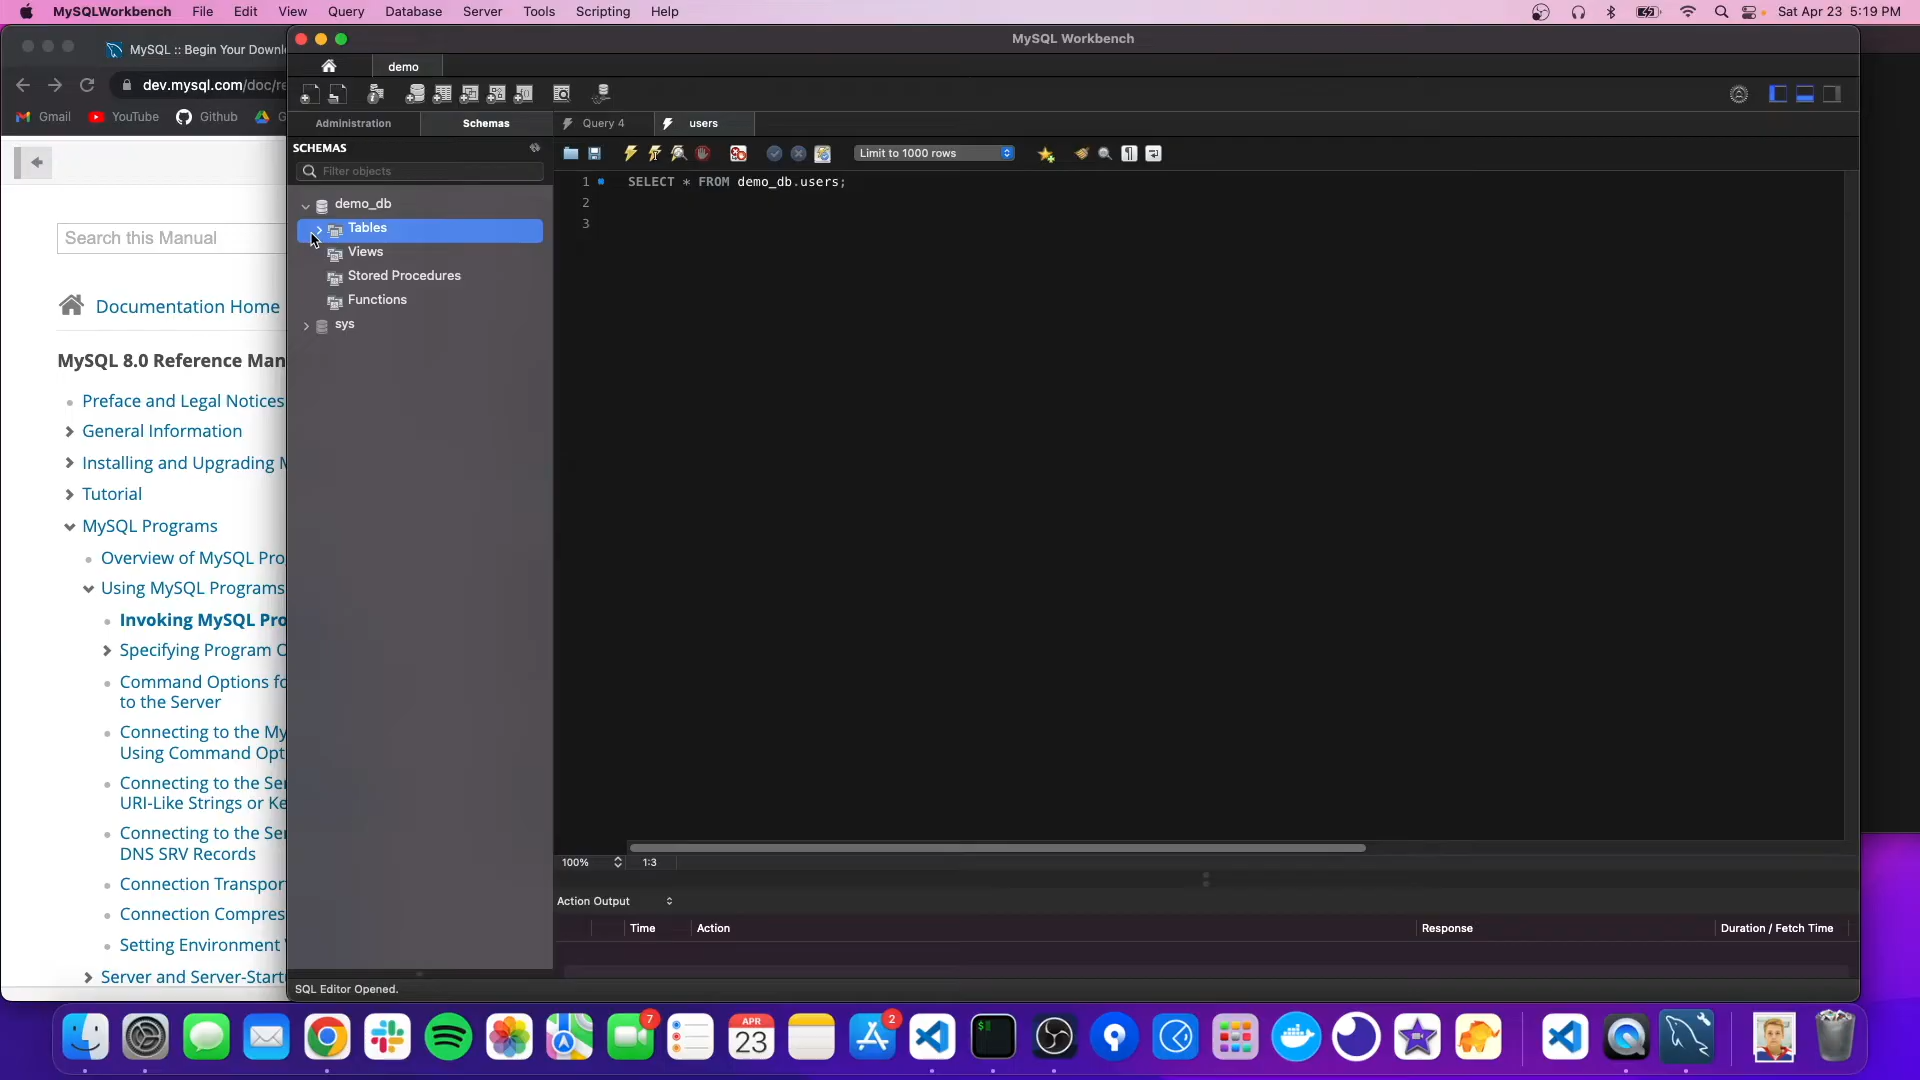 MySQLWorkbench File Edit View Query Database Server Tools Scripting Help
Sat Apr 23 5:19 PM
MySQL :: Begin Your Downl
dev.mysql.com/doc/re
Gmail YouTube Github G
Search this Manual
Documentation Home
MySQL 8.0 Reference Man
Preface and Legal Notices
General Information
Installing and Upgrading M
Tutorial
MySQL Programs
Overview of MySQL Pro
Using MySQL Programs
Invoking MySQL Pro
Specifying Program O
Command Options fo
to the Server
Connecting to the My
Using Command Opt
Connecting to the Ser
URI-Like Strings or Ke
Connecting to the Ser
DNS SRV Records
Connection Transpor
Connection Compres
Setting Environment V
Server and Server-Start
MySQL Workbench
demo
Administration Schemas
SCHEMAS
Filter objects
demo_db
Tables
Views
Stored Procedures
Functions
sys
Query 4 users
Limit to 1000 rows
1 SELECT * FROM demo_db.users;
2
3
100% 1:3
Action Output
Time Action Response Duration / Fetch Time
SQL Editor Opened.
7
APR
23
2
$